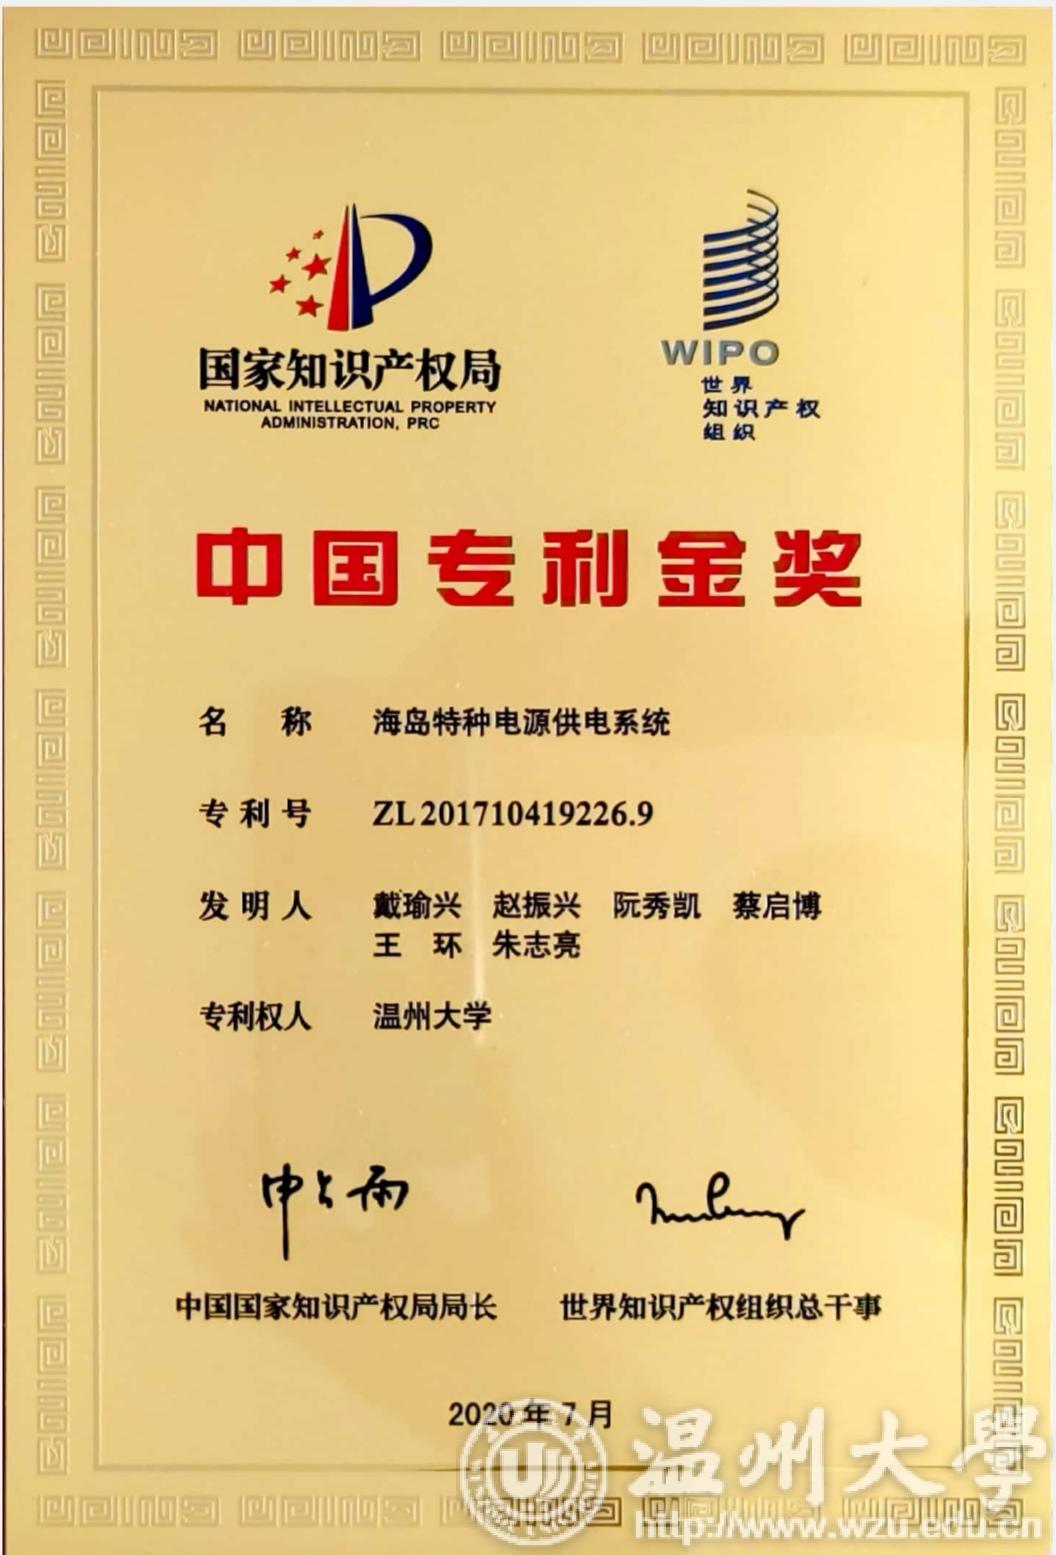 国家知识产权局
NATIONAL INTELLECTUAL PROPERTY
ADMINISTRATION, PRC
WIPO
世界
知识产权
组织
中国专利金奖
名 称 海岛特种电源供电系统
专利号 ZL 201710419226.9
发明人 戴瑜兴 赵振兴 阮秀凯 蔡启博
王 环 朱志亮
专利权人 温州大学
申长雨
中国国家知识产权局局长 世界知识产权组织总干事
2020年7月
温州大學
http://www.wzu.edu.cn